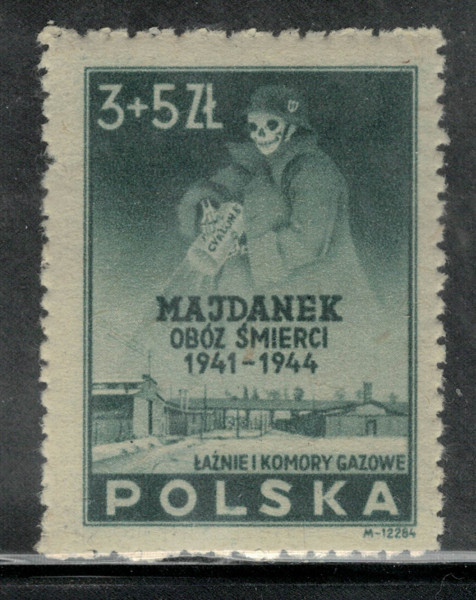 3+5 ZŁ
CYKLON
MAJDANEK
OBÓZ ŚMIERCI
1941–1944
ŁAŹNIE I KOMORY GAZOWE
POLSKA
M-12284